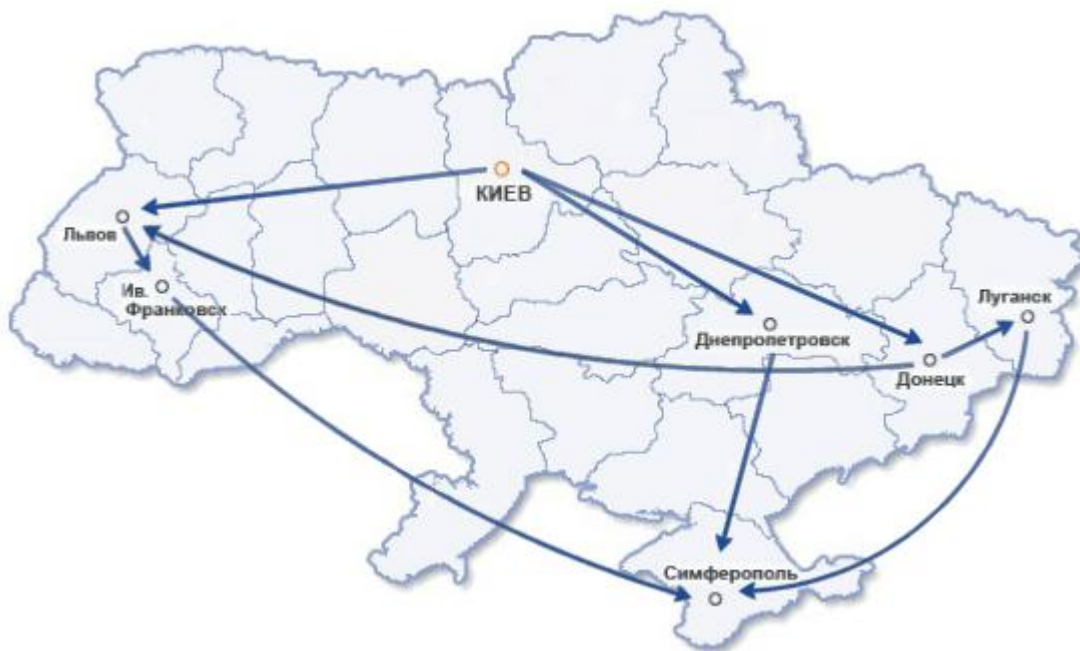 КИЕВ
Львов
Ив.
Франковск
Луганск
Днепропетровск
Донецк
Симферополь